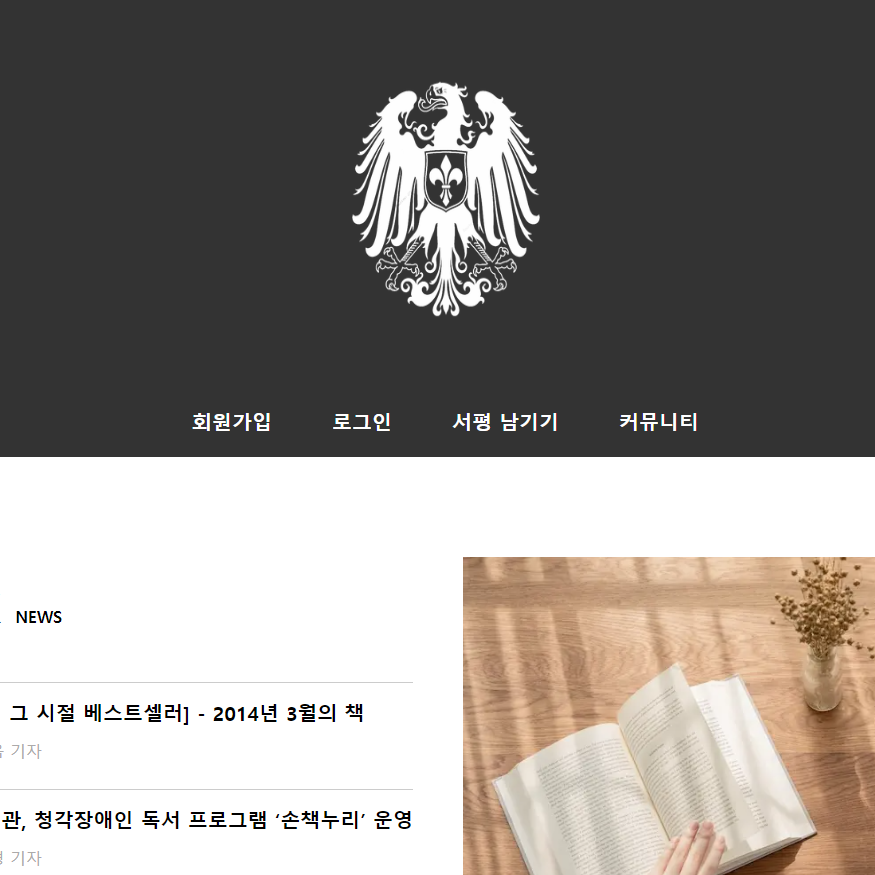 회원가입 로그인 서평 남기기 커뮤니티
NEWS
그 시절 베스트셀러] - 2014년 3월의 책
기자
관, 청각장애인 독서 프로그램 ‘손책누리’ 운영
기자